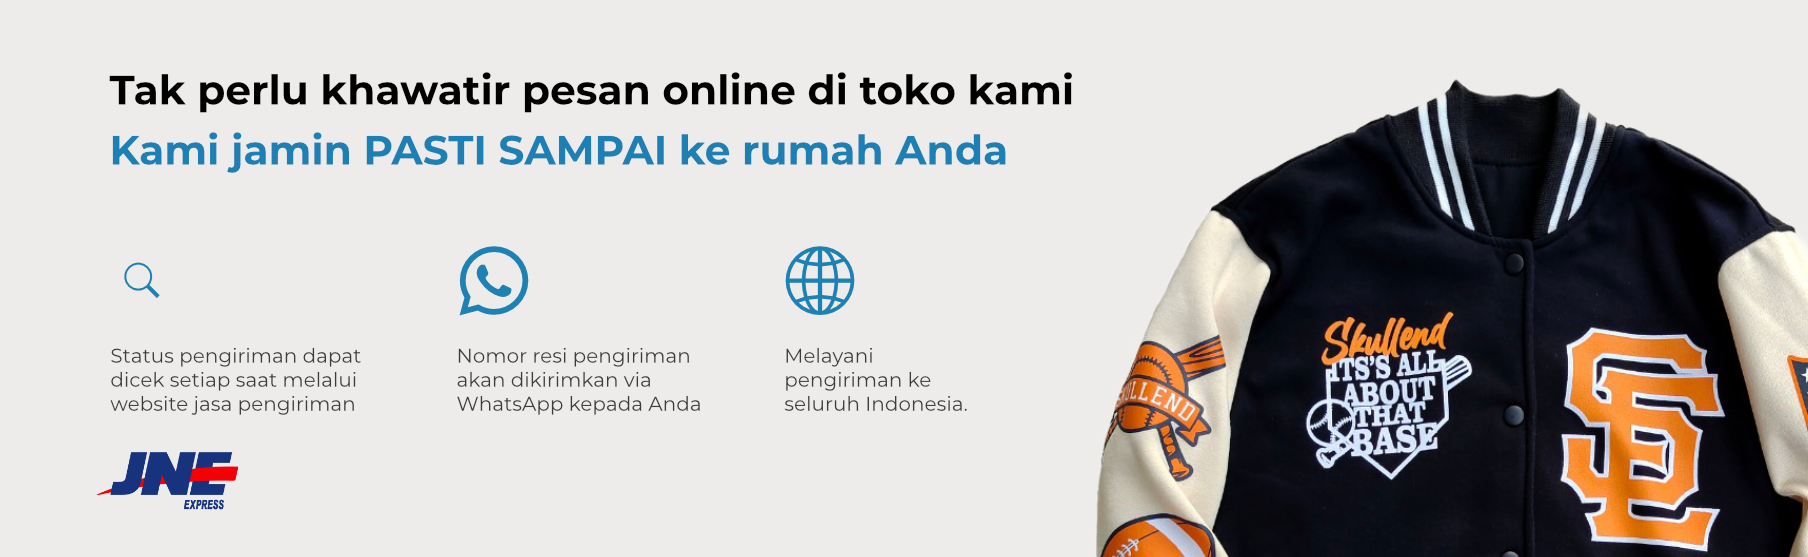 Tak perlu khawatir pesan online di toko kami
Kami jamin PASTI SAMPAI ke rumah Anda
Status pengiriman dapat
dicek setiap saat melalui
website jasa pengiriman
Nomor resi pengiriman
akan dikirimkan via
WhatsApp kepada Anda
Melayani
pengiriman ke
seluruh Indonesia.
JNE
EXPRESS
Skullend
ITS'S ALL
ABOUT
THAT
BASE
SE